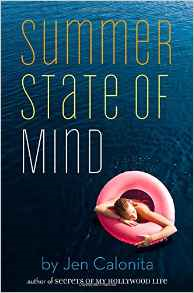 SUMMER
STATE OF
MIND
by Jen Calonita
author of SECRETS OF MY HOLLYWOOD LIFE